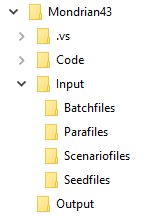 Mondrian43
.vs
Code
Input
Batchfiles
Parafiles
Scenariofiles
Seedfiles
Output